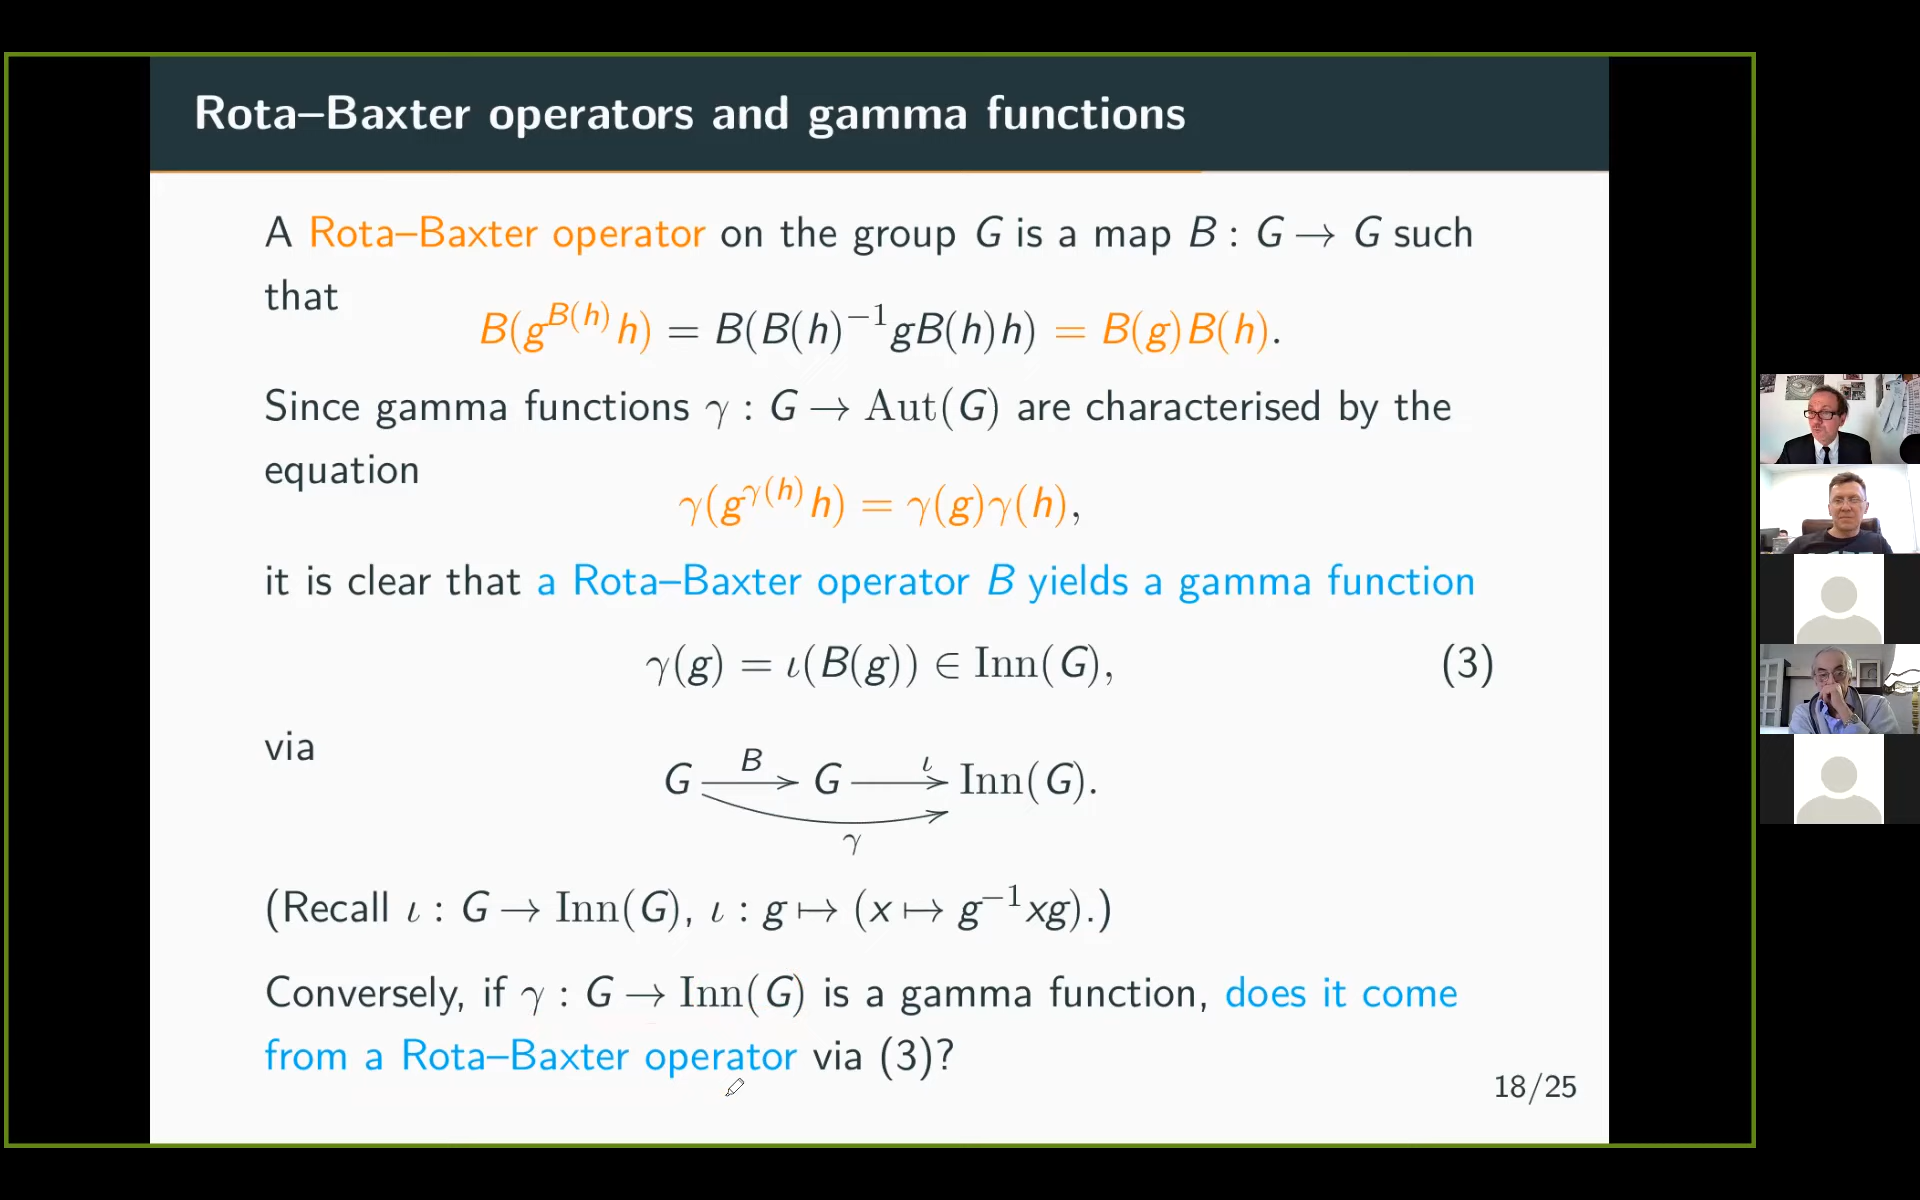 Rota–Baxter operators and gamma functions
A Rota–Baxter operator on the group G is a map B : G → G such
that
B(g^{B(h)} h) = B(B(h)^{−1}gB(h)h) = B(g)B(h).
Since gamma functions γ : G → Aut(G) are characterised by the
equation
γ(g^{γ(h)} h) = γ(g)γ(h),
it is clear that a Rota–Baxter operator B yields a gamma function
γ(g) = ι(B(g)) ∈ Inn(G), (3)
via
G B G ι Inn(G).
γ
(Recall ι : G → Inn(G), ι : g ↦ (x ↦ g^{−1}xg).)
Conversely, if γ : G → Inn(G) is a gamma function, does it come
from a Rota–Baxter operator via (3)?
18/25